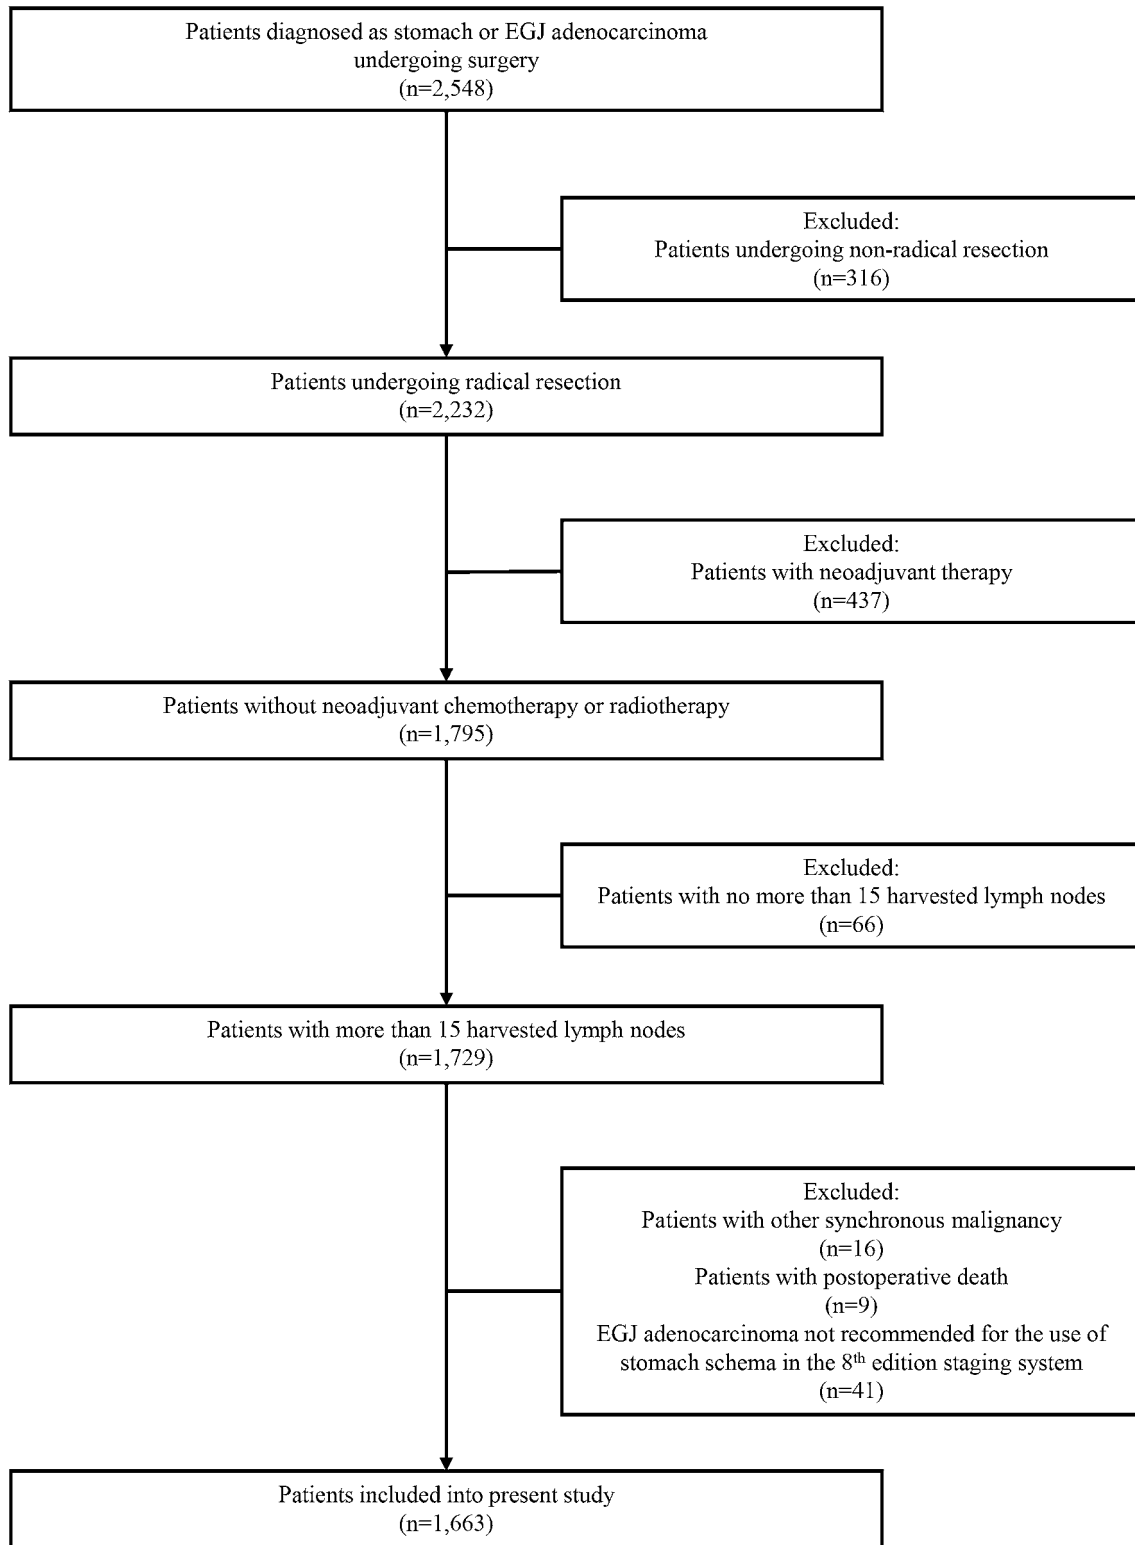 Patients diagnosed as stomach or EGJ adenocarcinoma
undergoing surgery
(n=2,548)
Excluded:
Patients undergoing non-radical resection
(n=316)
Patients undergoing radical resection
(n=2,232)
Excluded:
Patients with neoadjuvant therapy
(n=437)
Patients without neoadjuvant chemotherapy or radiotherapy
(n=1,795)
Excluded:
Patients with no more than 15 harvested lymph nodes
(n=66)
Patients with more than 15 harvested lymph nodes
(n=1,729)
Excluded:
Patients with other synchronous malignancy
(n=16)
Patients with postoperative death
(n=9)
EGJ adenocarcinoma not recommended for the use of
stomach schema in the 8th edition staging system
(n=41)
Patients included into present study
(n=1,663)